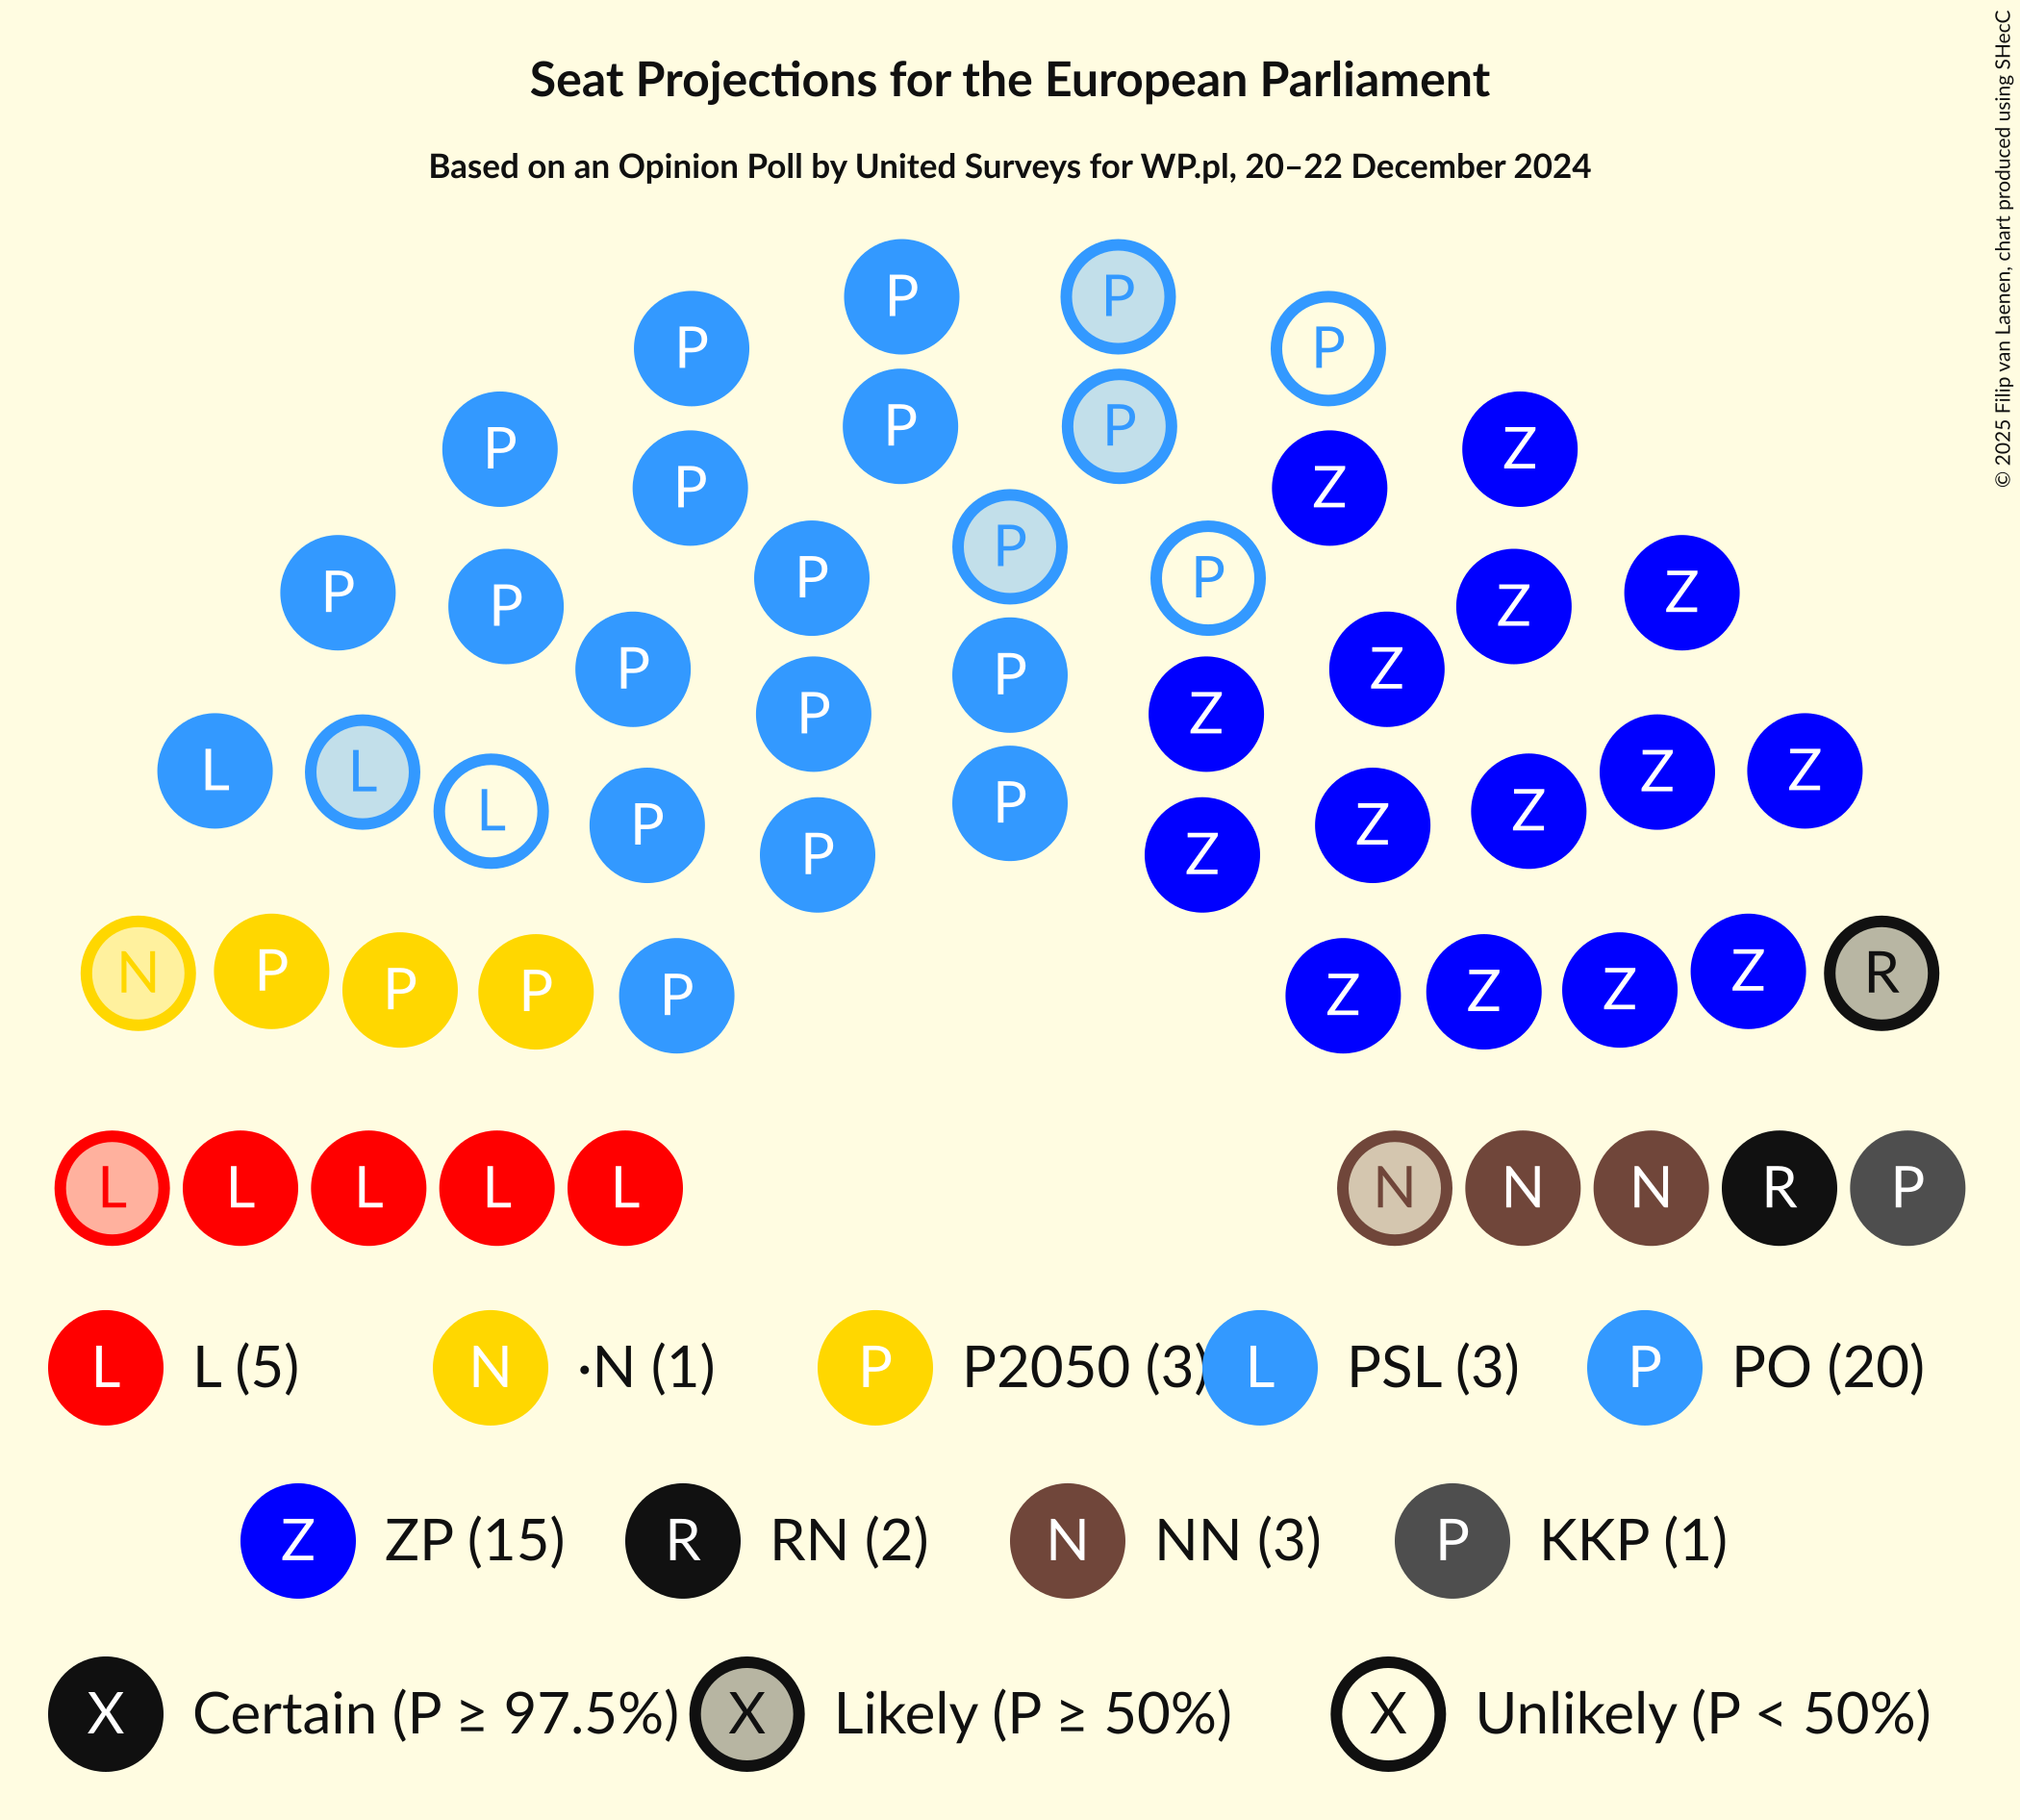 Seat Projections for the European Parliament
Based on an Opinion Poll by United Surveys for WP.pl, 20–22 December 2024
© 2025 Filip van Laenen, chart produced using SHecC
P P
P P
P P
P Z
P Z
P
P P
P P
P Z
P Z
P Z
L L P Z Z Z
L P Z Z
P Z
N P P P P Z Z Z Z R
L L L L L N N N R P
L L (5) N ·N (1) P P2050 (3) L PSL (3) P PO (20)
Z ZP (15) R RN (2) N NN (3) P KKP (1)
X Certain (P ≥ 97.5%) X Likely (P ≥ 50%) X Unlikely (P < 50%)